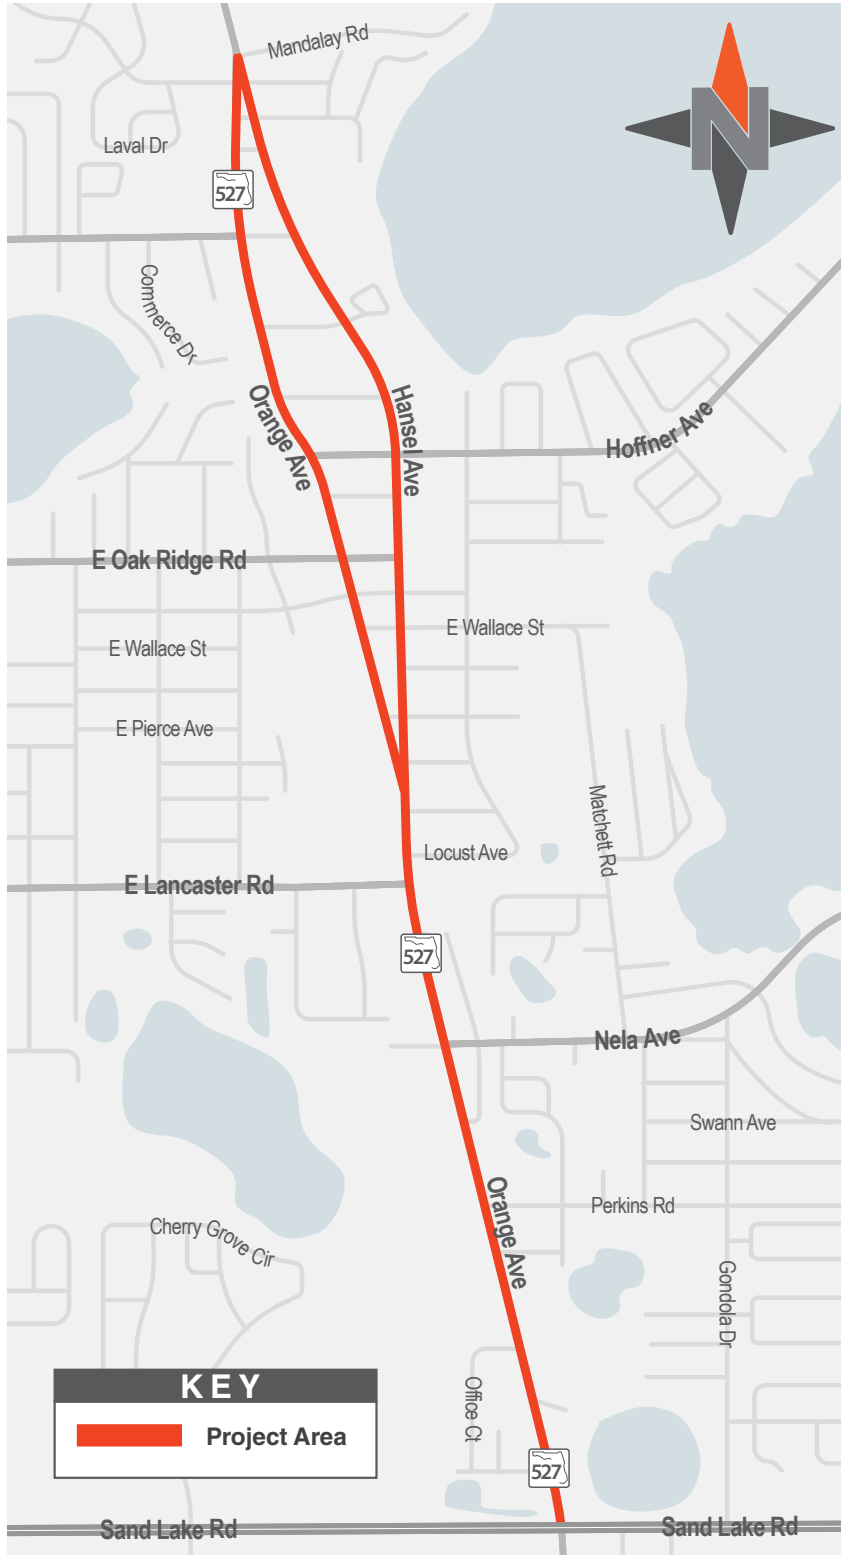 Mandalay Rd
N
Laval Dr
527
Commerce Dr
Orange Ave
Hansel Ave
Hoffner Ave
E Oak Ridge Rd
E Wallace St
E Wallace St
E Pierce Ave
Matchett Rd
Locust Ave
E Lancaster Rd
527
Nela Ave
Swann Ave
Orange Ave
Perkins Rd
Cherry Grove Cir
Gondola Dr
KEY
Project Area
Office Ct
527
Sand Lake Rd
Sand Lake Rd